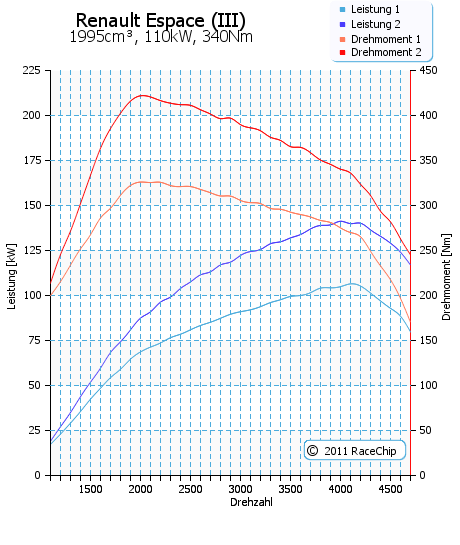 Renault Espace (III)
1995cm³, 110kW, 340Nm
Leistung 1
Leistung 2
Drehmoment 1
Drehmoment 2
225
200
175
150
125
100
75
50
25
0
Leistung [kW]
450
400
350
300
250
200
150
100
50
0
Drehmoment [Nm]
1500 2000 2500 3000 3500 4000 4500
Drehzahl
© 2011 RaceChip